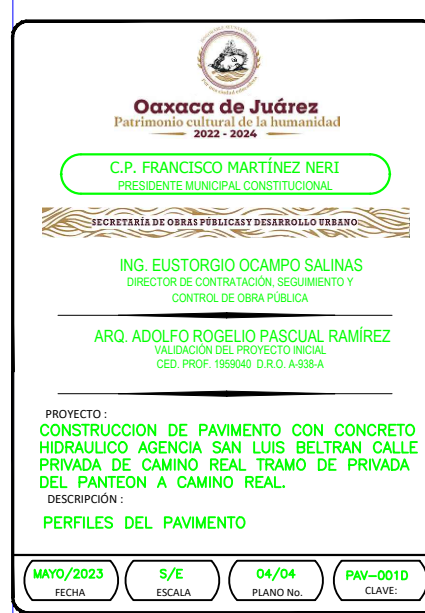 Oaxaca de Juárez
Patrimonio cultural de la humanidad
2022 - 2024
C.P. FRANCISCO MARTÍNEZ NERI
PRESIDENTE MUNICIPAL CONSTITUCIONAL
SECRETARÍA DE OBRAS PÚBLICASY DESARROLLO URBANO
ING. EUSTORGIO OCAMPO SALINAS
DIRECTOR DE CONTRATACIÓN, SEGUIMIENTO Y
CONTROL DE OBRA PÚBLICA
ARQ. ADOLFO ROGELIO PASCUAL RAMÍREZ
VALIDACIÓN DEL PROYECTO INICIAL
CED. PROF. 1959040 D.R.O. A-938-A
PROYECTO :
CONSTRUCCION DE PAVIMENTO CON CONCRETO
HIDRAULICO AGENCIA SAN LUIS BELTRAN CALLE
PRIVADA DE CAMINO REAL TRAMO DE PRIVADA
DEL PANTEON A CAMINO REAL.
DESCRIPCIÓN :
PERFILES DEL PAVIMENTO
MAYO/2023 S/E 04/04 PAV-001D
FECHA ESCALA PLANO No. CLAVE: